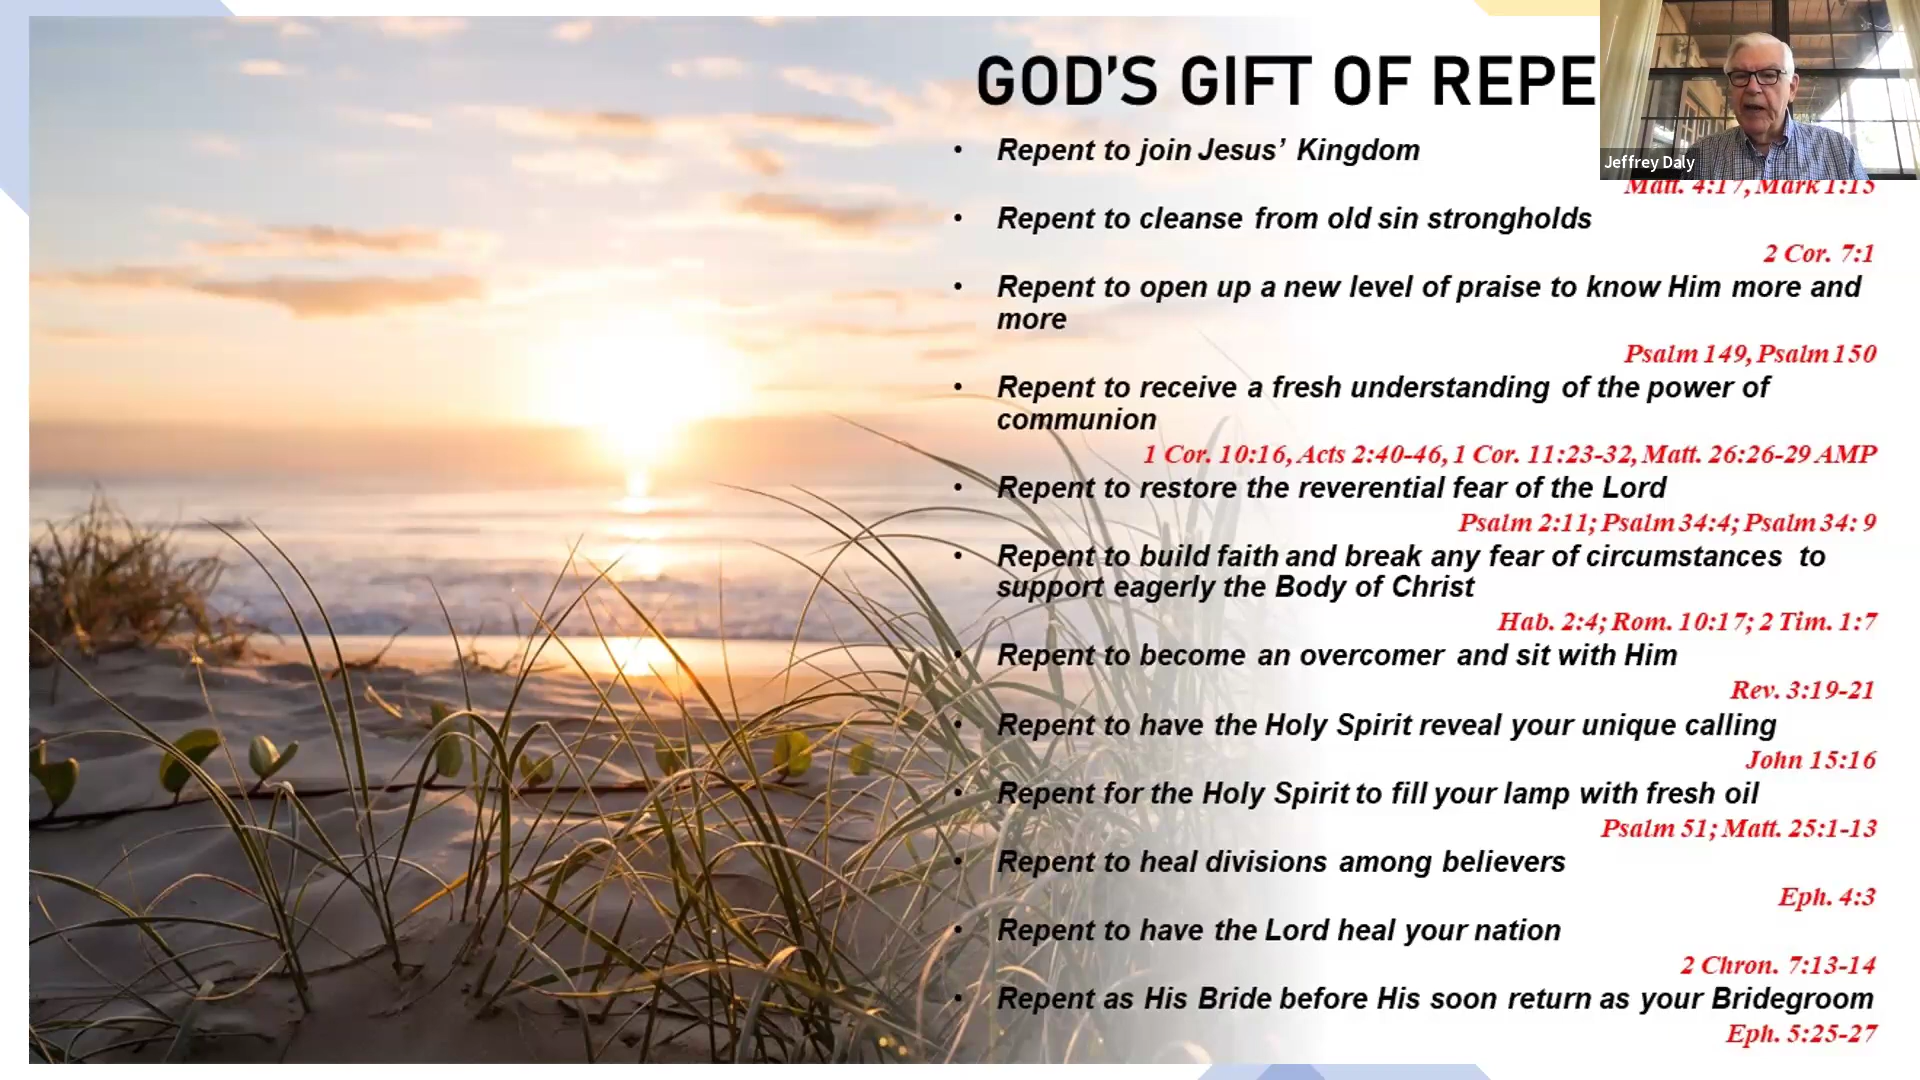 GOD'S GIFT OF REPE
Jeffrey Daly
• Repent to join Jesus' Kingdom
Matt. 4:17, Mark 1:15
• Repent to cleanse from old sin strongholds
2 Cor. 7:1
• Repent to open up a new level of praise to know Him more and
more
Psalm 149, Psalm 150
• Repent to receive a fresh understanding of the power of
communion
1 Cor. 10:16, Acts 2:40-46, 1 Cor. 11:23-32, Matt. 26:26-29 AMP
• Repent to restore the reverential fear of the Lord
Psalm 2:11; Psalm 34:4; Psalm 34: 9
• Repent to build faith and break any fear of circumstances to
support eagerly the Body of Christ
Hab. 2:4; Rom. 10:17; 2 Tim. 1:7
• Repent to become an overcomer and sit with Him
Rev. 3:19-21
• Repent to have the Holy Spirit reveal your unique calling
John 15:16
• Repent for the Holy Spirit to fill your lamp with fresh oil
Psalm 51; Matt. 25:1-13
• Repent to heal divisions among believers
Eph. 4:3
• Repent to have the Lord heal your nation
2 Chron. 7:13-14
• Repent as His Bride before His soon return as your Bridegroom
Eph. 5:25-27